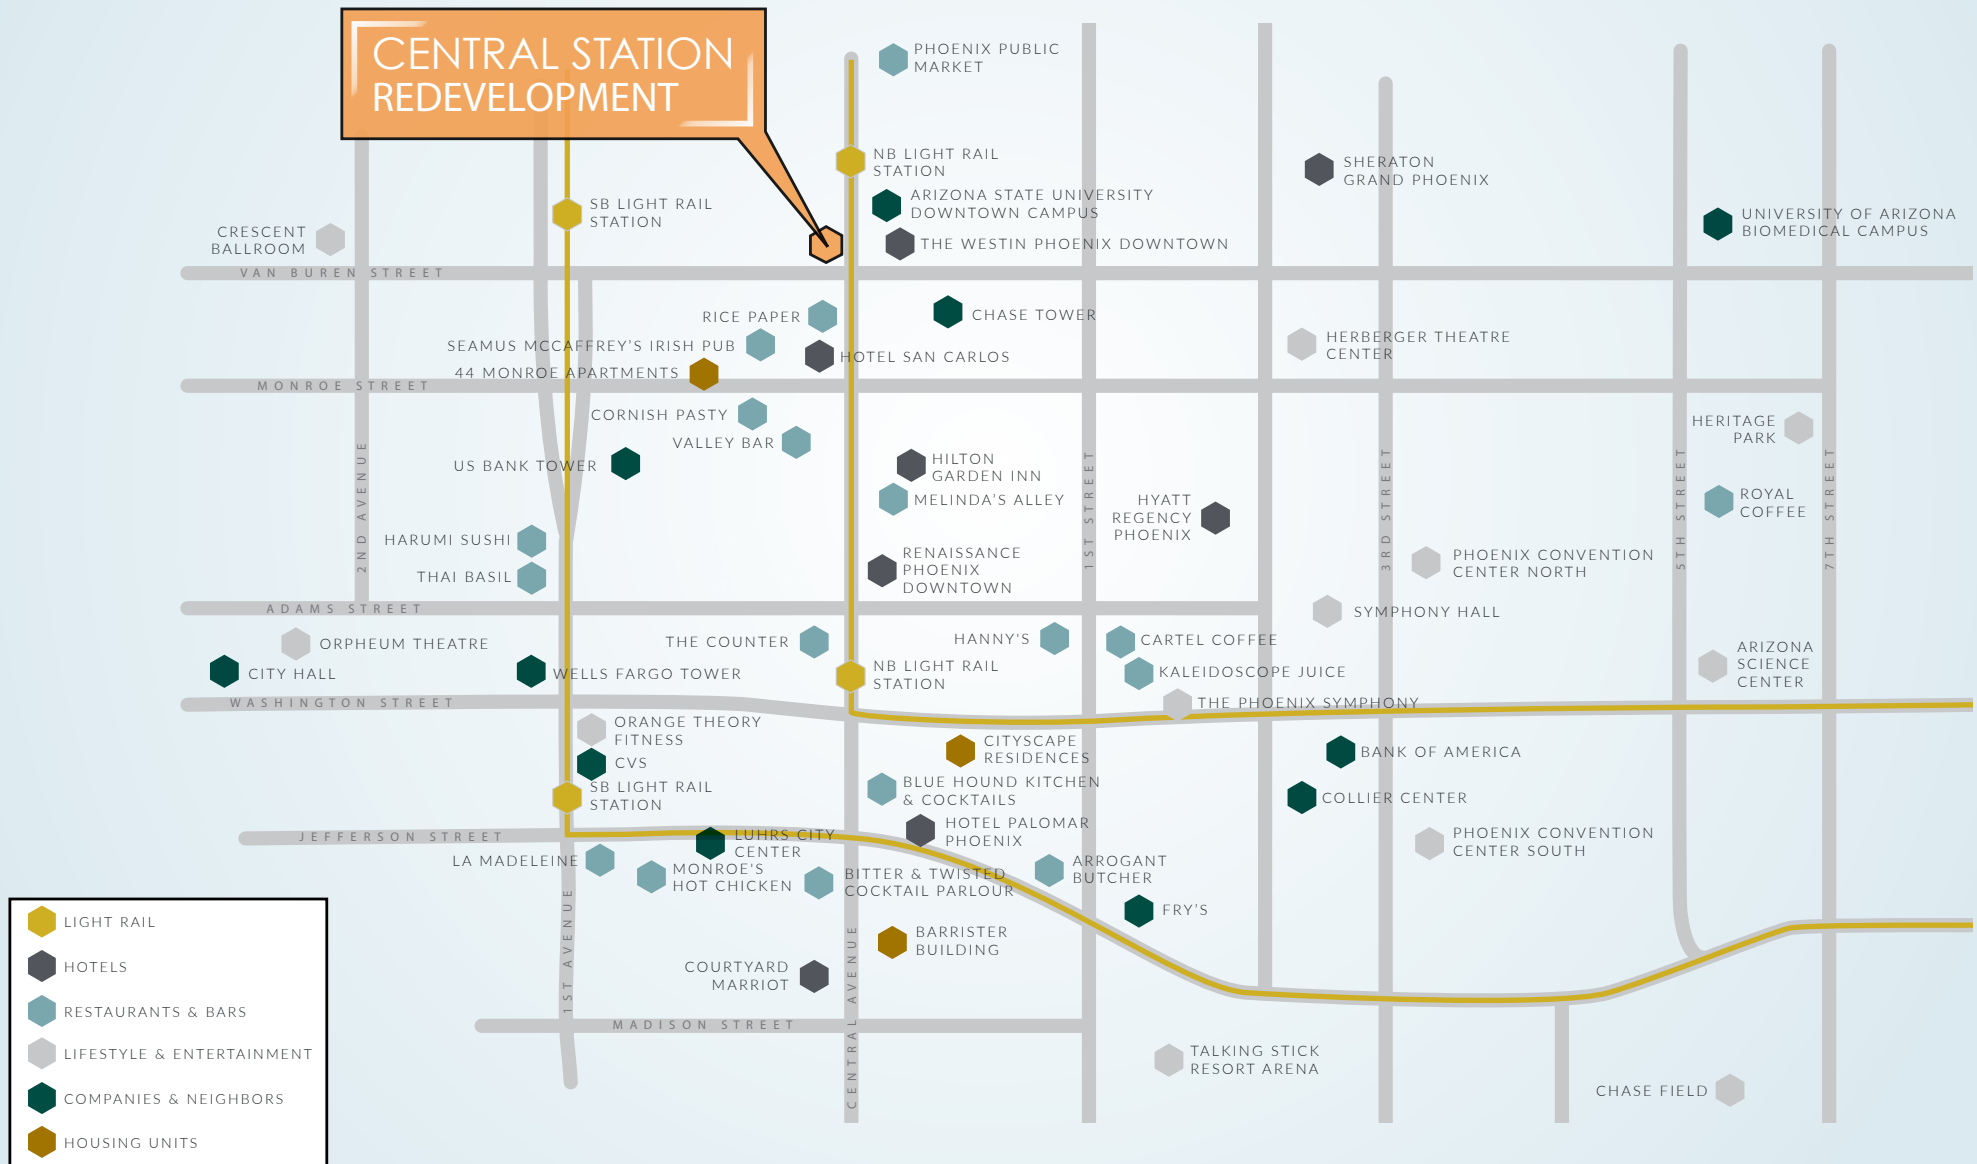 CENTRAL STATION
REDEVELOPMENT
PHOENIX PUBLIC
MARKET
NB LIGHT RAIL
STATION
SHERATON
GRAND PHOENIX
SB LIGHT RAIL
STATION
ARIZONA STATE UNIVERSITY
DOWNTOWN CAMPUS
UNIVERSITY OF ARIZONA
BIOMEDICAL CAMPUS
CRESCENT
BALLROOM
THE WESTIN PHOENIX DOWNTOWN
VAN BUREN STREET
RICE PAPER
CHASE TOWER
SEAMUS MCCAFFREY'S IRISH PUB
HOTEL SAN CARLOS
HERBERGER THEATRE
CENTER
44 MONROE APARTMENTS
MONROE STREET
CORNISH PASTY
VALLEY BAR
HERITAGE
PARK
US BANK TOWER
HILTON
GARDEN INN
MELINDA'S ALLEY
HYATT
REGENCY
PHOENIX
ROYAL
COFFEE
2ND AVENUE
1ST STREET
3RD STREET
5TH STREET
7TH STREET
HARUMI SUSHI
THAI BASIL
RENAISSANCE
PHOENIX
DOWNTOWN
PHOENIX CONVENTION
CENTER NORTH
ADAMS STREET
SYMPHONY HALL
ORPHEUM THEATRE
THE COUNTER
HANNY'S
CARTEL COFFEE
CITY HALL
WELLS FARGO TOWER
NB LIGHT RAIL
STATION
KALEIDOSCOPE JUICE
ARIZONA
SCIENCE
CENTER
WASHINGTON STREET
THE PHOENIX SYMPHONY
ORANGE THEORY
FITNESS
CVS
SB LIGHT RAIL
STATION
CITYSCAPE
RESIDENCES
BANK OF AMERICA
BLUE HOUND KITCHEN
& COCKTAILS
COLLIER CENTER
JEFFERSON STREET
LUHRS CITY
CENTER
HOTEL PALOMAR
PHOENIX
PHOENIX CONVENTION
CENTER SOUTH
LA MADELEINE
MONROE'S
HOT CHICKEN
BITTER & TWISTED
COCKTAIL PARLOUR
ARROGANT
BUTCHER
FRY'S
1ST AVENUE
CENTRAL AVENUE
BARRISTER
BUILDING
COURTYARD
MARRIOT
MADISON STREET
TALKING STICK
RESORT ARENA
CHASE FIELD
LIGHT RAIL
HOTELS
RESTAURANTS & BARS
LIFESTYLE & ENTERTAINMENT
COMPANIES & NEIGHBORS
HOUSING UNITS